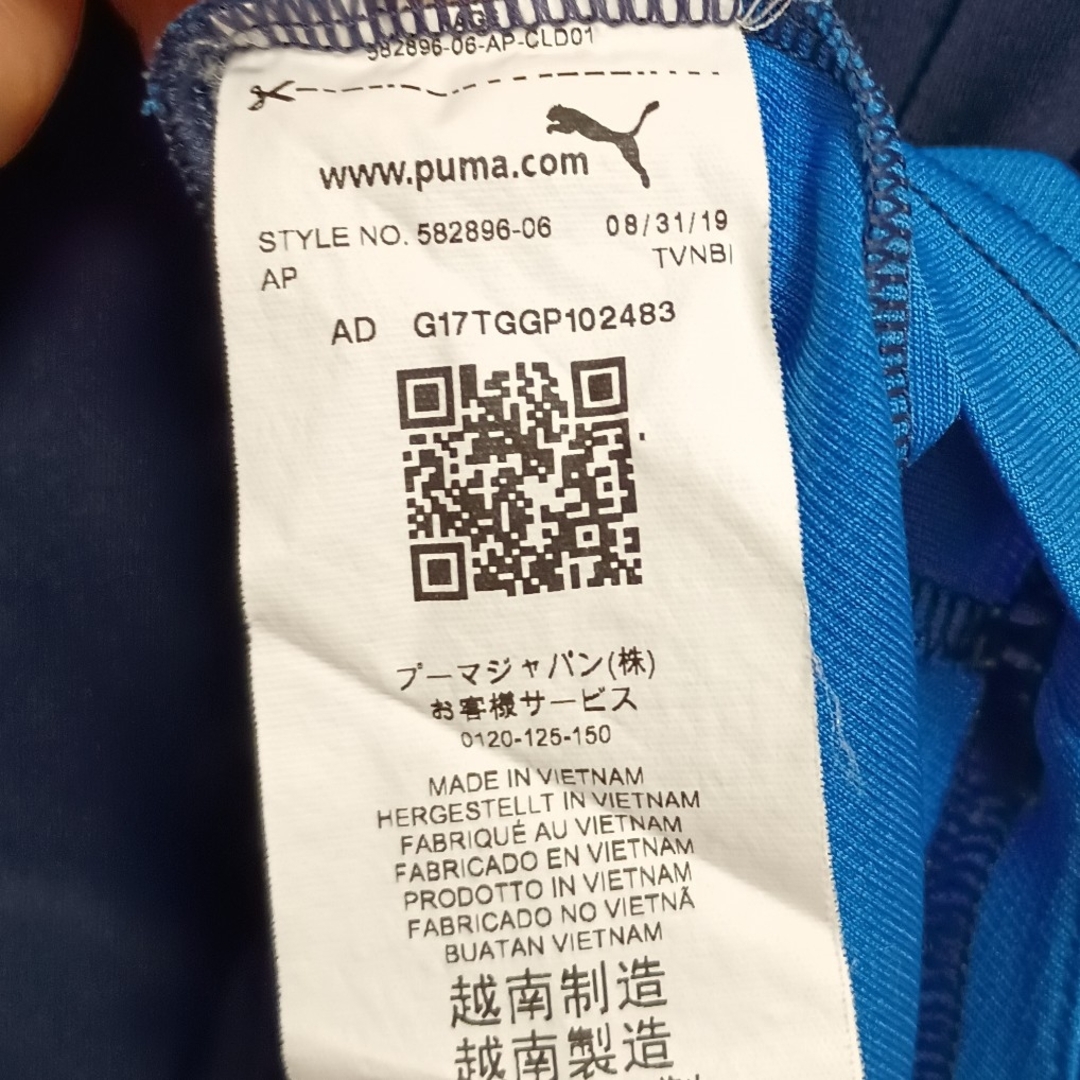 582896-06-AP-CLD01
www.puma.com
STYLE NO. 582896-06 08/31/19
AP TVNBI
AD G17TGGP102483
プーマジャパン(株)
お客様サービス
0120-125-150
MADE IN VIETNAM
HERGESTELLT IN VIETNAM
FABRIQUÉ AU VIETNAM
FABRICADO EN VIETNAM
PRODOTTO IN VIETNAM
FABRICADO NO VIETNÃ
BUATAN VIETNAM
越南制造
越南製造